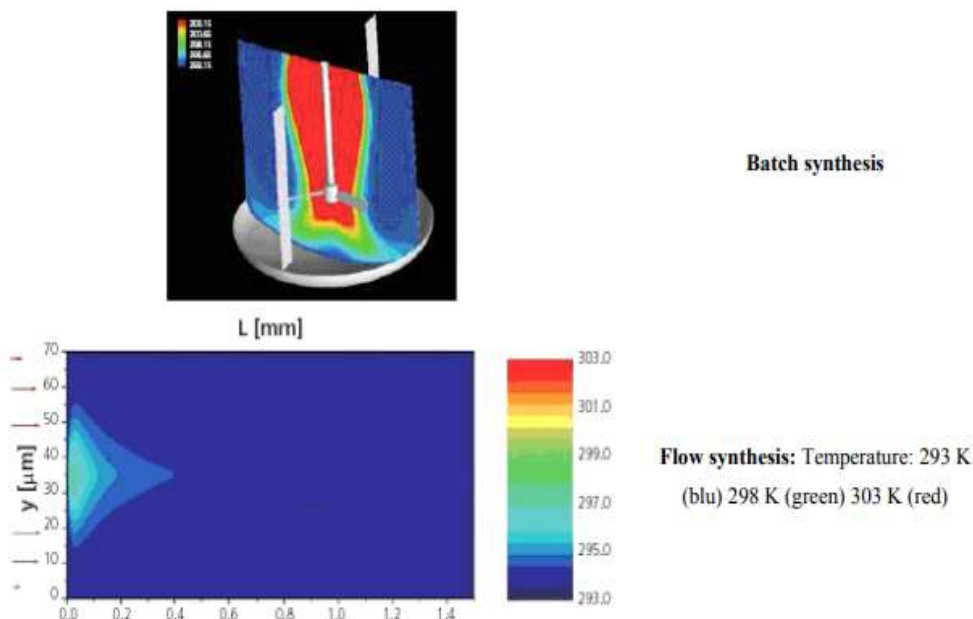 Batch synthesis
L [mm]
70
60
50
40
30
20
10
0
y [µm]
0.0 0.2 0.4 0.6 0.8 1.0 1.2 1.4
303.0
301.0
299.0
297.0
295.0
293.0
Flow synthesis: Temperature: 293 K
(blu) 298 K (green) 303 K (red)